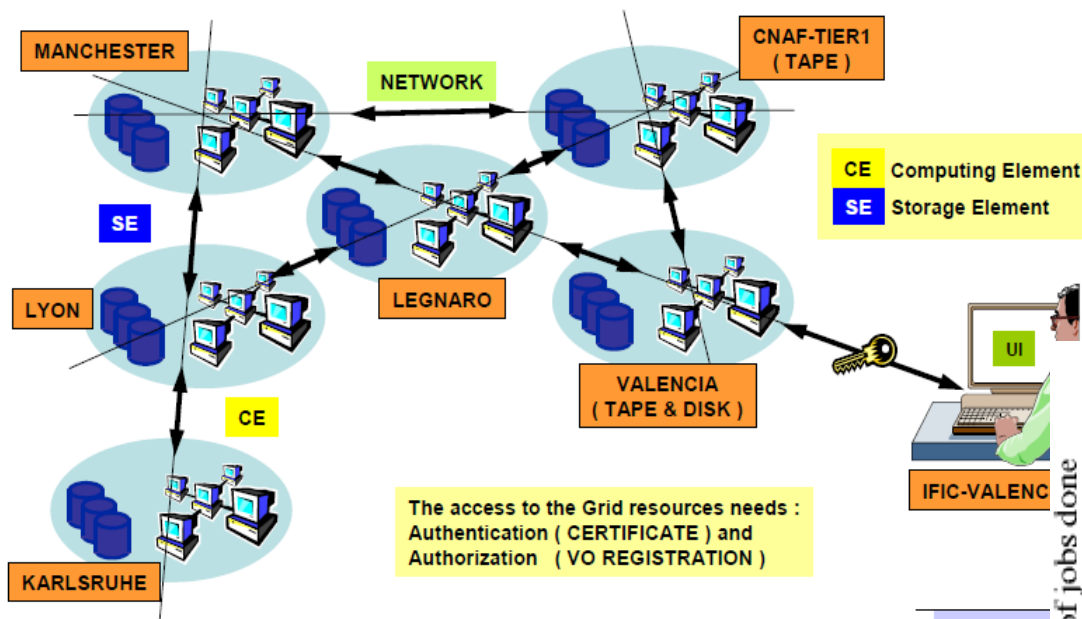 MANCHESTER
CNAF-TIER1
( TAPE )
NETWORK
CE Computing Element
SE Storage Element
SE
LYON
LEGNARO
UI
VALENCIA
( TAPE & DISK )
CE
IFIC-VALENC
The access to the Grid resources needs :
Authentication ( CERTIFICATE ) and
Authorization ( VO REGISTRATION )
KARLSRUHE
of jobs done